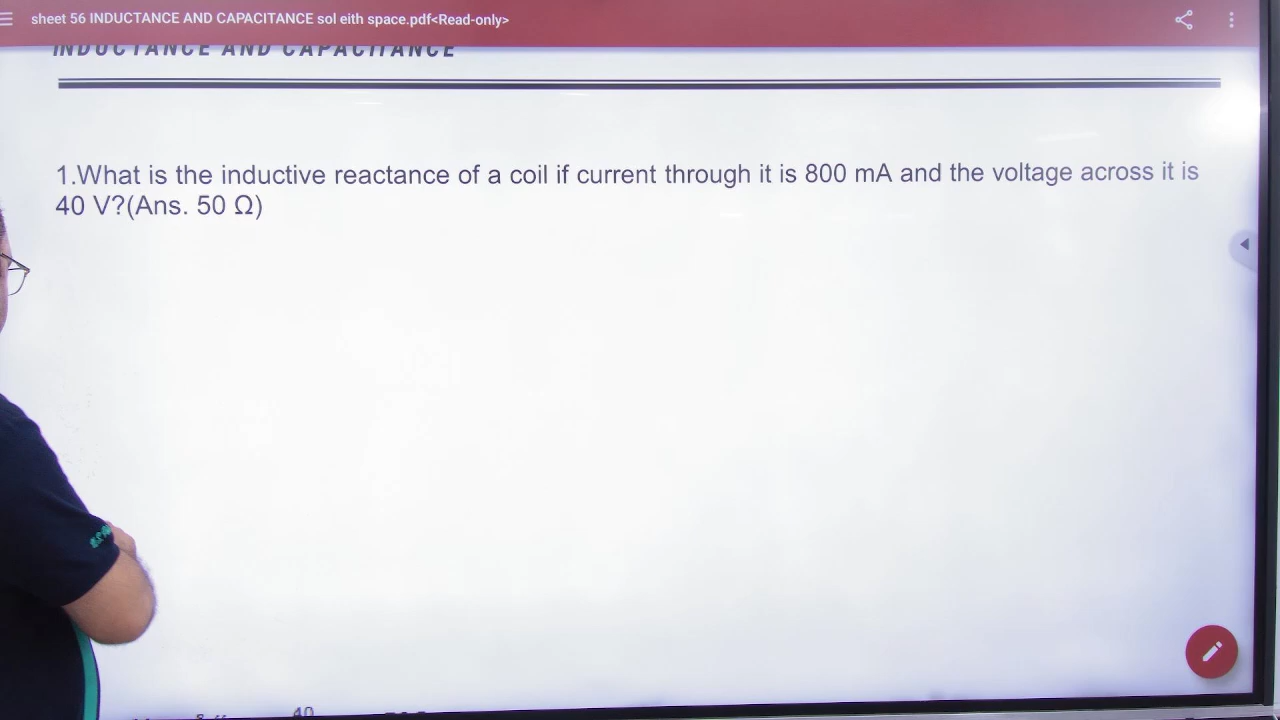 sheet 56 INDUCTANCE AND CAPACITANCE sol eith space.pdf<Read-only>
INDUCTANCE AND CAPACITANCE
1.What is the inductive reactance of a coil if current through it is 800 mA and the voltage across it is
40 V?(Ans. 50 Ω)
40